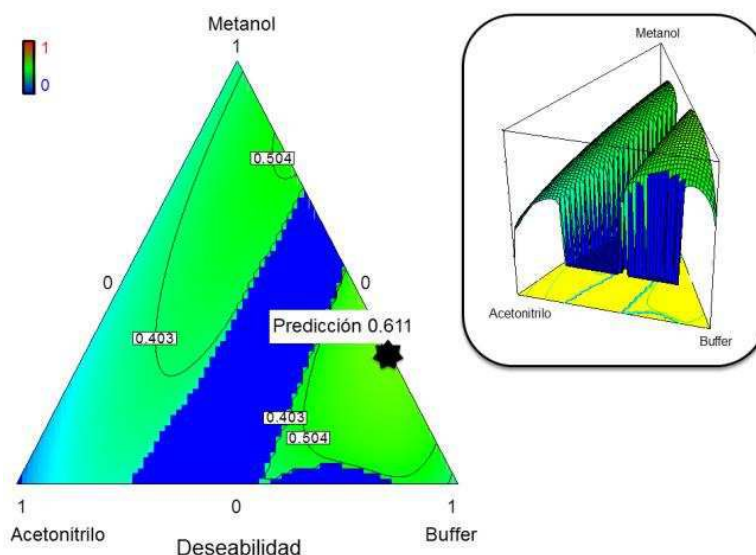 Metanol
1
1
0
0.504
0
0
Predicción 0.611
0.403
0.403
0.504
1
0
1
Acetonitrilo
Buffer
Deseabilidad
Metanol
Acetonitrilo
Buffer